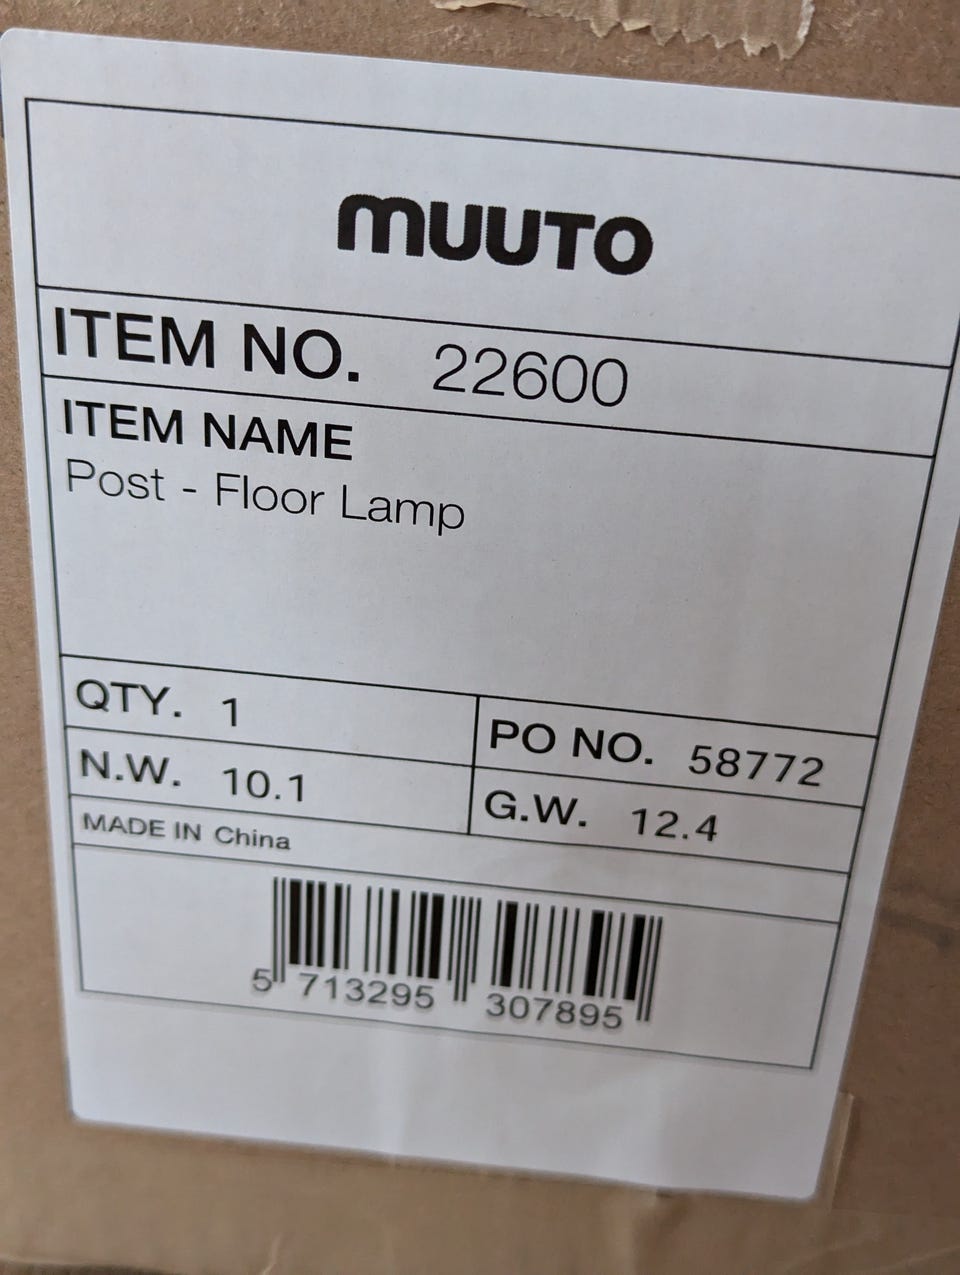 MUUTO
ITEM NO. 22600
ITEM NAME
Post - Floor Lamp
QTY. 1
PO NO. 58772
N.W. 10.1
G.W. 12.4
MADE IN China
5 713295 307895